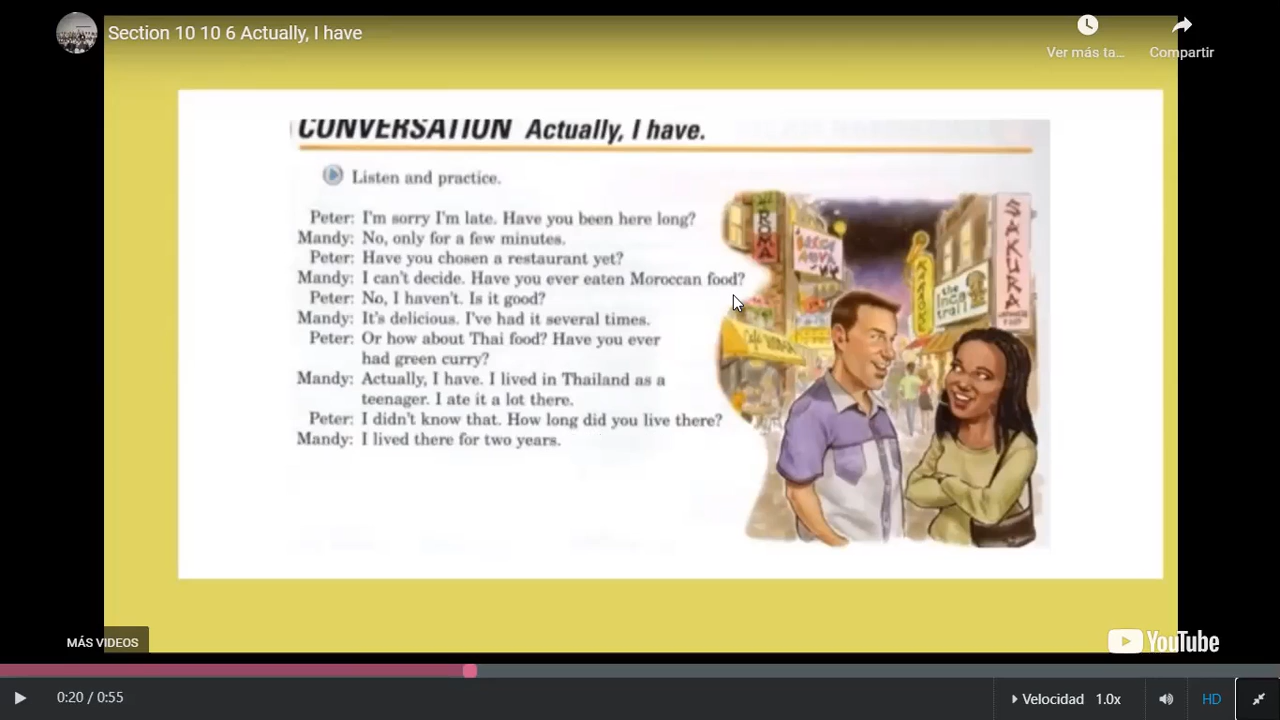 Section 10 10 6 Actually, I have
Ver más ta...
Compartir
CONVERSATION Actually, I have.
Listen and practice.
Peter: I'm sorry I'm late. Have you been here long?
Mandy: No, only for a few minutes.
Peter: Have you chosen a restaurant yet?
Mandy: I can't decide. Have you ever eaten Moroccan food?
Peter: No, I haven't. Is it good?
Mandy: It's delicious. I've had it several times.
Peter: Or how about Thai food? Have you ever
had green curry?
Mandy: Actually, I have. I lived in Thailand as a
teenager. I ate it a lot there.
Peter: I didn't know that. How long did you live there?
Mandy: I lived there for two years.
ROMA
the
Inca
trail
SAKURA
Café
MÁS VIDEOS
YouTube
0:20 / 0:55
Velocidad 1.0x
HD